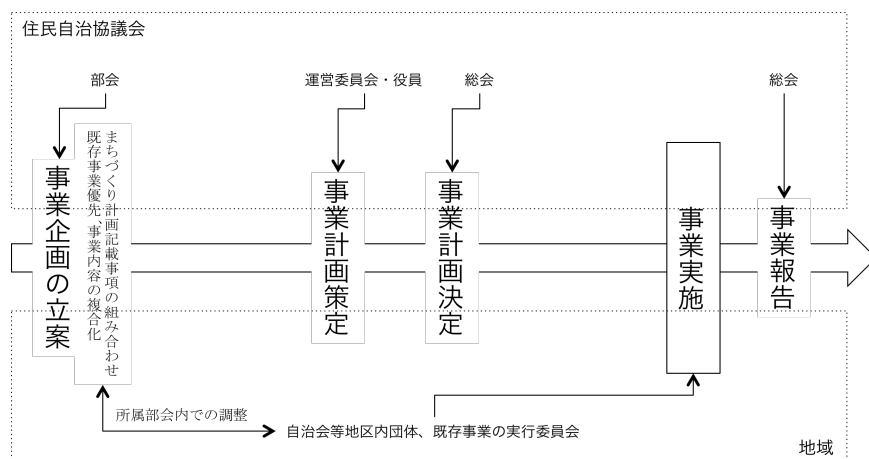 住民自治協議会
部会
運営委員会・役員
総会
総会
事業企画の立案
まちづくり計画記載事項の組み合わせ
既存事業優先、事業内容の複合化
事業計画策定
事業計画決定
事業実施
事業報告
所属部会内での調整
自治会等地区内団体、既存事業の実行委員会
地域